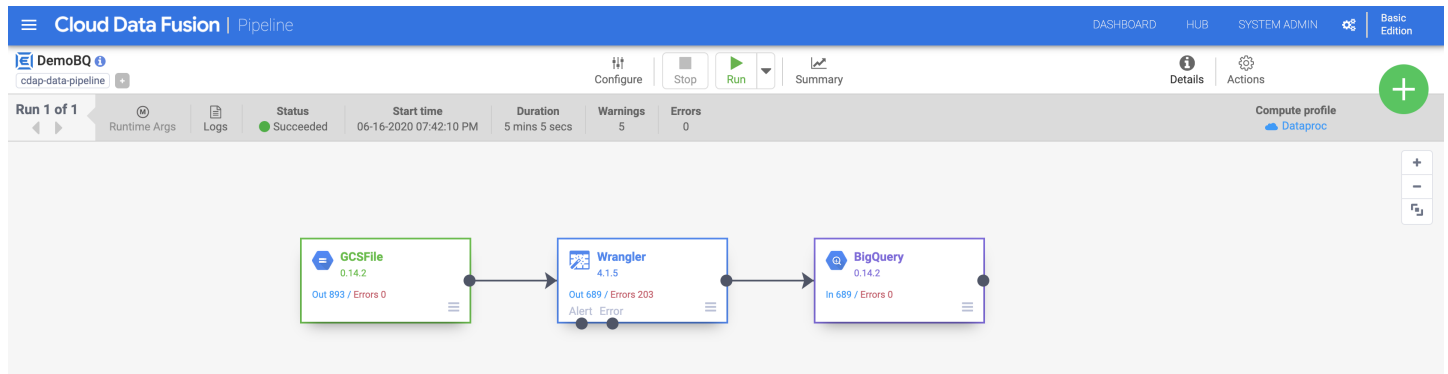 Cloud Data Fusion | Pipeline
DASHBOARD HUB SYSTEM ADMIN Basic Edition
DemoBQ
cdap-data-pipeline +
Configure Stop Run Summary
Details Actions
Run 1 of 1
Runtime Args
Logs
Status
Succeeded
Start time
06-16-2020 07:42:10 PM
Duration
5 mins 5 secs
Warnings
5
Errors
0
Compute profile
Dataproc
GCSFile
0.14.2
Out 893 / Errors 0
Wrangler
4.1.5
Out 689 / Errors 203
Alert Error
BigQuery
0.14.2
In 689 / Errors 0